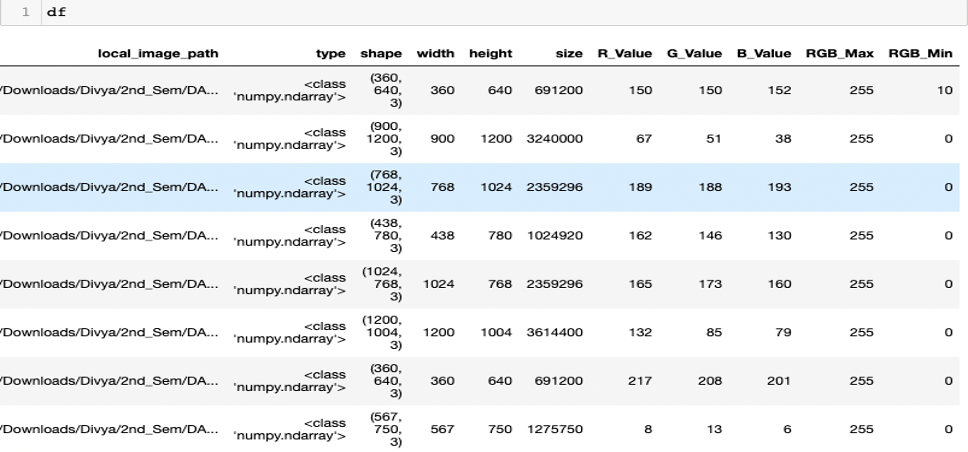 1 df
local_image_path type shape width height size R_Value G_Value B_Value RGB_Max RGB_Min
/Downloads/Divya/2nd_Sem/DA... <class 'numpy.ndarray'> (360, 640, 3) 360 640 691200 150 150 152 255 10
/Downloads/Divya/2nd_Sem/DA... <class 'numpy.ndarray'> (900, 1200, 3) 900 1200 3240000 67 51 38 255 0
/Downloads/Divya/2nd_Sem/DA... <class 'numpy.ndarray'> (768, 1024, 3) 768 1024 2359296 189 188 193 255 0
/Downloads/Divya/2nd_Sem/DA... <class 'numpy.ndarray'> (438, 780, 3) 438 780 1024920 162 146 130 255 0
/Downloads/Divya/2nd_Sem/DA... <class 'numpy.ndarray'> (1024, 768, 3) 1024 768 2359296 165 173 160 255 0
/Downloads/Divya/2nd_Sem/DA... <class 'numpy.ndarray'> (1200, 1004, 3) 1200 1004 3614400 132 85 79 255 0
/Downloads/Divya/2nd_Sem/DA... <class 'numpy.ndarray'> (360, 640, 3) 360 640 691200 217 208 201 255 0
/Downloads/Divya/2nd_Sem/DA... <class 'numpy.ndarray'> (567, 750, 3) 567 750 1275750 8 13 6 255 0